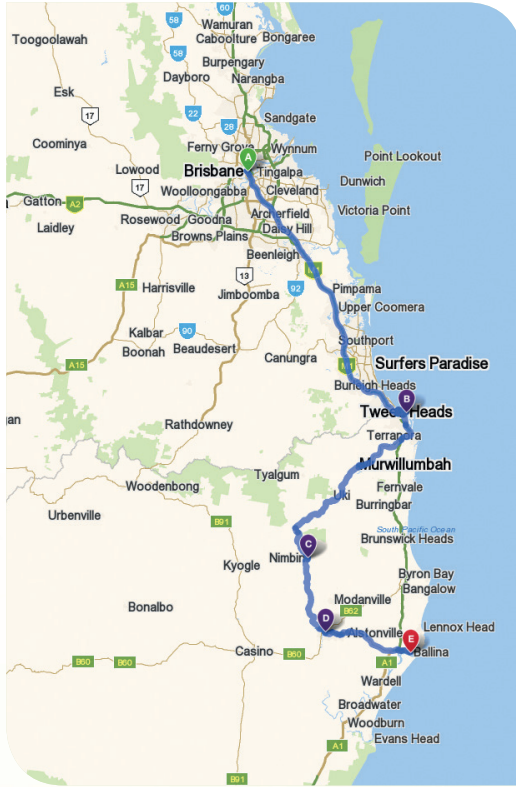 60
Wamuran
58
Caboolture
Bongaree
Toogoolawah
58
Burpengary
Dayboro
Narangba
Esk
17
22
Sandgate
28
Coominya
Ferny Grove
Wynnum
A
Point Lookout
17
Lowood
Brisbane
Tingalpa
Dunwich
Woolloongabba
Cleveland
Gatton
A2
Victoria Point
Rosewood
Goodna
Archerfield
Laidley
Browns Plains
Daisy Hill
Beenleigh
13
A15
Harrisville
92
Pimpama
Jimboomba
Upper Coomera
Kalbar
90
Boonah
Beaudesert
Southport
Canungra
A15
Surfers Paradise
Burleigh Heads
B
Tweed Heads
Rathdowney
Terranora
Murwillumbah
Tyalgum
Woodenbong
Fernvale
Uki
Burringbar
Urbenville
B91
South Pacific Ocean
Brunswick Heads
C
Nimbin
Kyogle
Byron Bay
Bangalow
Modanville
Bonalbo
B62
D
Lennox Head
Alstonville
E
Casino
B60
Ballina
B60
B60
A1
Wardell
Broadwater
Woodburn
A1
Evans Head
B91